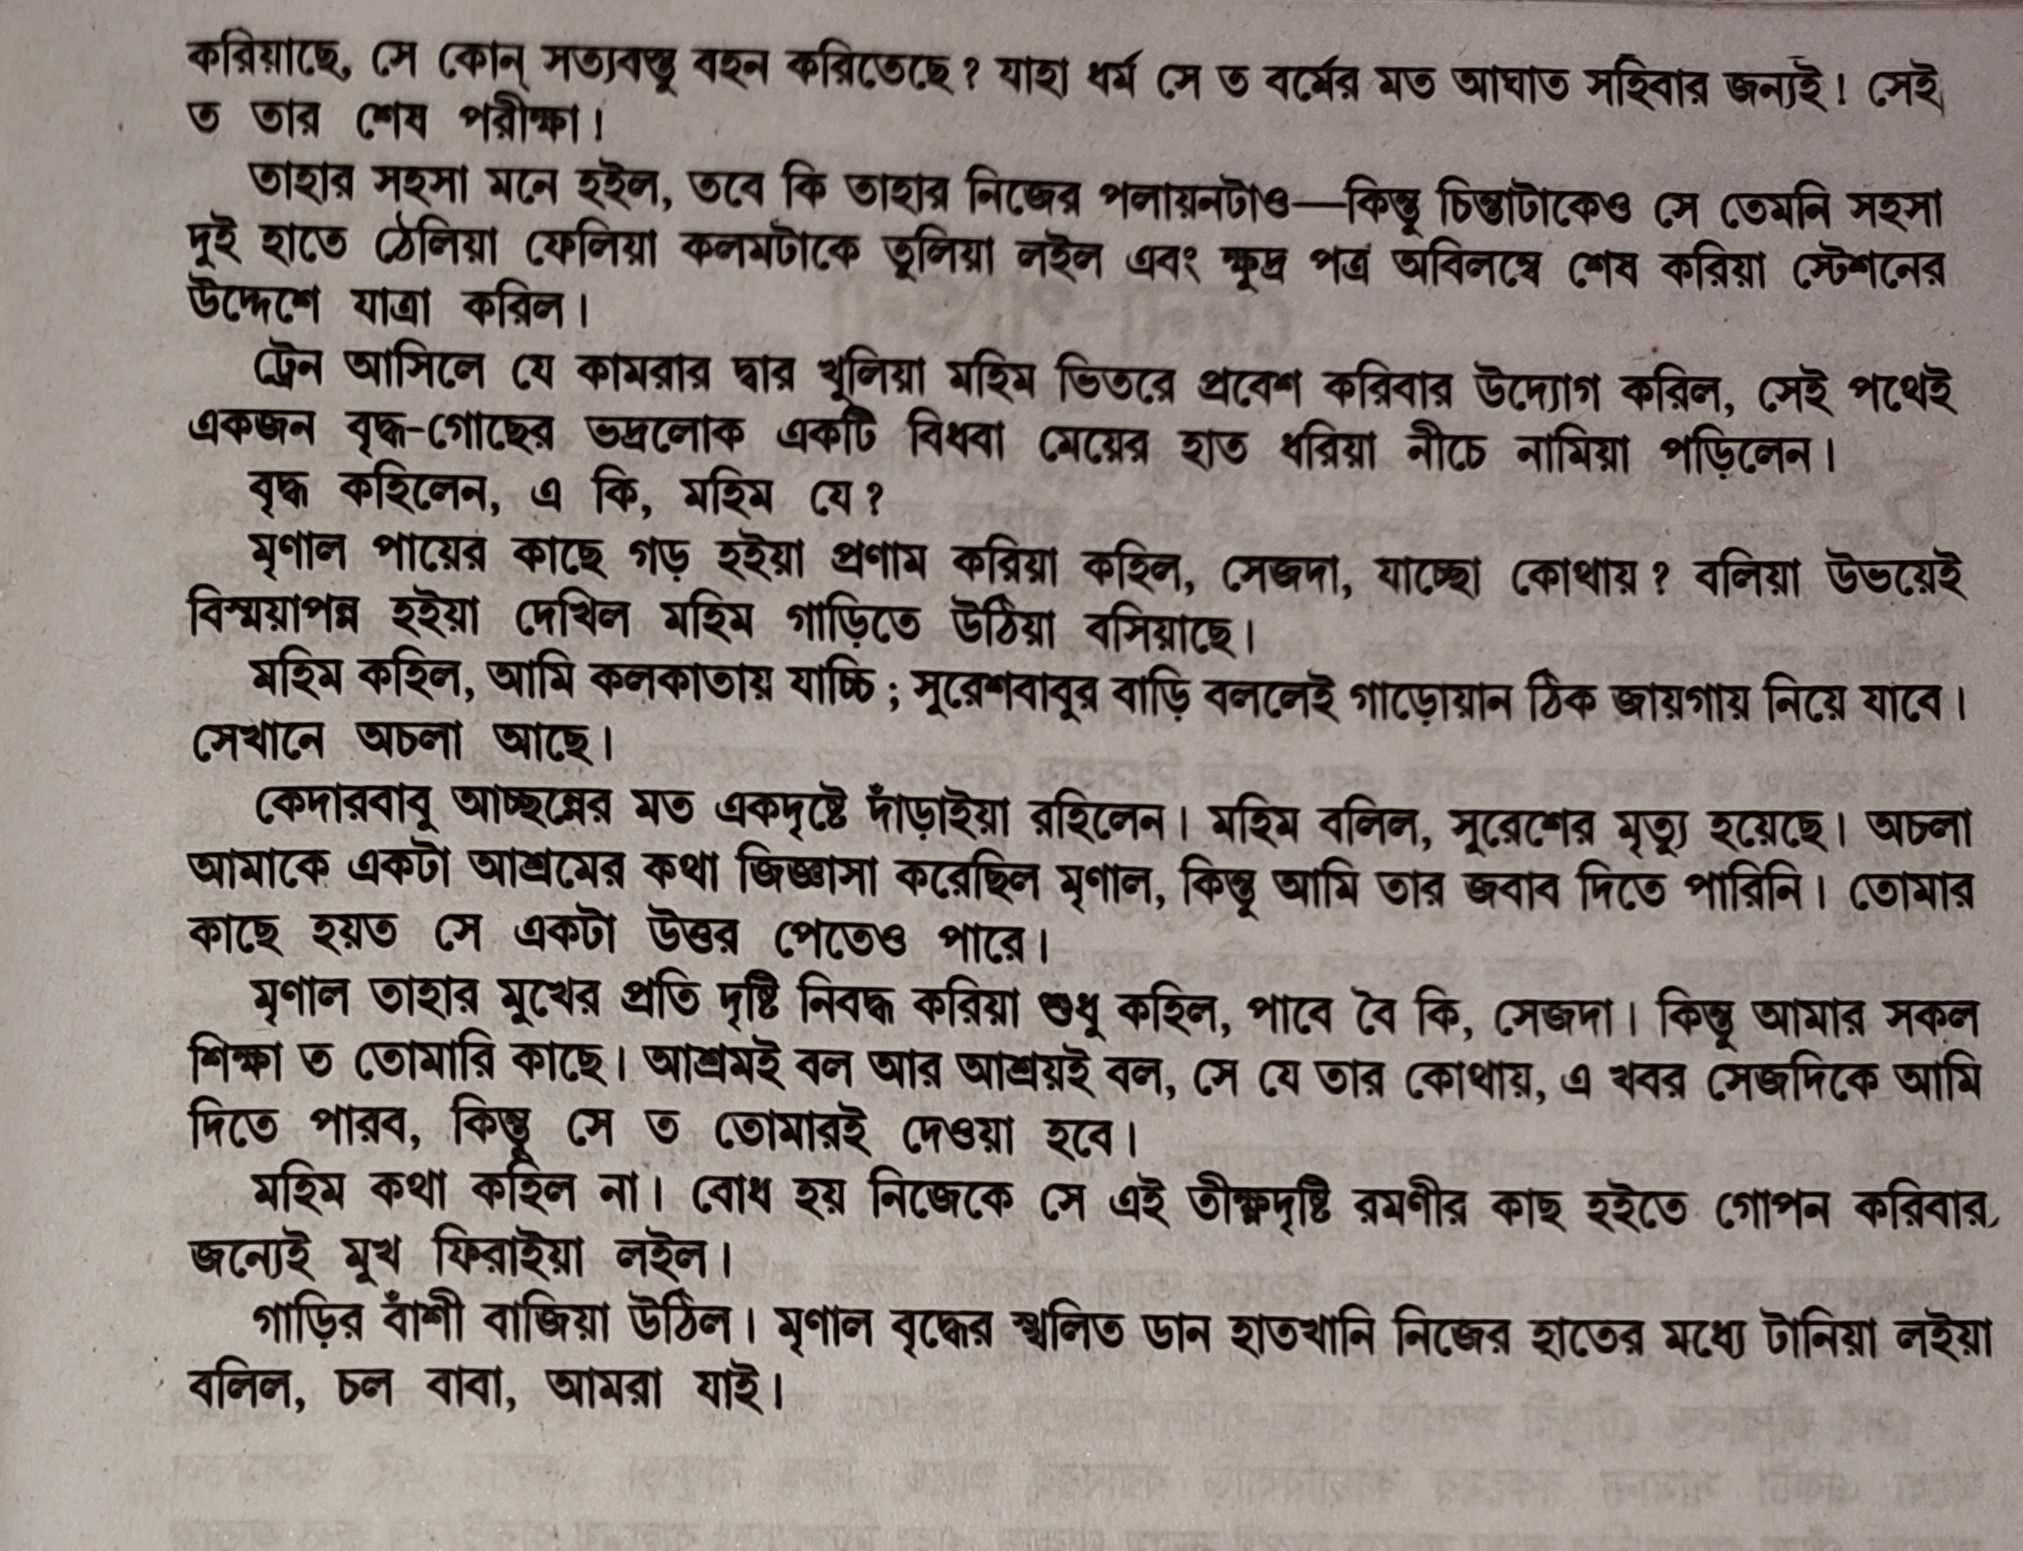 করিয়াছে, সে কোন্ সত্যবস্তু বহন করিতেছে? যাহা ধর্ম সে ত বর্মের মত আঘাত সহিবার জন্যই! সেই
ত তার শেষ পরীক্ষা।
তাহার সহসা মনে হইল, তবে কি তাহার নিজের পলায়নটাও—কিন্তু চিন্তাটাকেও সে তেমনি সহসা
দুই হাতে ঠেলিয়া ফেলিয়া কলমটাকে তুলিয়া লইল এবং ক্ষুদ্র পত্র অবিলম্বে শেষ করিয়া স্টেশনের
উদ্দেশে যাত্রা করিল।
ট্রেন আসিলে যে কামরার দ্বার খুলিয়া মহিম ভিতরে প্রবেশ করিবার উদ্যোগ করিল, সেই পথেই
একজন বৃদ্ধ-গোছের ভদ্রলোক একটি বিধবা মেয়ের হাত ধরিয়া নীচে নামিয়া পড়িলেন।
বৃদ্ধ কহিলেন, এ কি, মহিম যে?
মৃণাল পায়ের কাছে গড় হইয়া প্রণাম করিয়া কহিল, সেজদা, যাচ্ছো কোথায়? বলিয়া উভয়েই
বিস্ময়াপন্ন হইয়া দেখিল মহিম গাড়িতে উঠিয়া বসিয়াছে।
মহিম কহিল, আমি কলকাতায় যাচ্চি; সুরেশবাবুর বাড়ি বললেই গাড়োয়ান ঠিক জায়গায় নিয়ে যাবে।
সেখানে অচলা আছে।
কেদারবাবু আচ্ছন্নের মত একদৃষ্টে দাঁড়াইয়া রহিলেন। মহিম বলিল, সুরেশের মৃত্যু হয়েছে। অচলা
আমাকে একটা আশ্রমের কথা জিজ্ঞাসা করেছিল মৃণাল, কিন্তু আমি তার জবাব দিতে পারিনি। তোমার
কাছে হয়ত সে একটা উত্তর পেতেও পারে।
মৃণাল তাহার মুখের প্রতি দৃষ্টি নিবদ্ধ করিয়া শুধু কহিল, পাবে বৈ কি, সেজদা। কিন্তু আমার সকল
শিক্ষা ত তোমারি কাছে। আশ্রমই বল আর আশ্রয়ই বল, সে যে তার কোথায়, এ খবর সেজদিকে আমি
দিতে পারব, কিন্তু সে ত তোমারই দেওয়া হবে।
মহিম কথা কহিল না। বোধ হয় নিজেকে সে এই তীক্ষ্ণদৃষ্টি রমণীর কাছ হইতে গোপন করিবার
জন্যেই মুখ ফিরাইয়া লইল।
গাড়ির বাঁশী বাজিয়া উঠিল। মৃণাল বৃদ্ধের স্খলিত ডান হাতখানি নিজের হাতের মধ্যে টানিয়া লইয়া
বলিল, চল বাবা, আমরা যাই।